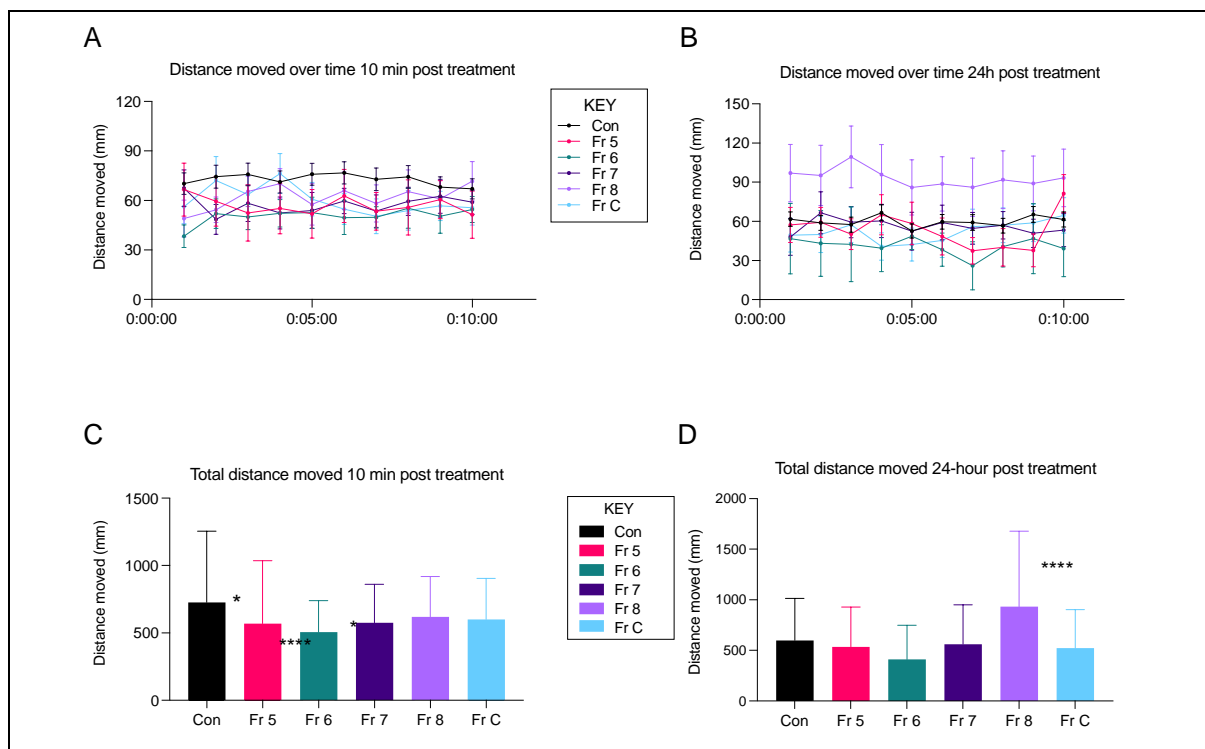 A
Distance moved over time 10 min post treatment
120
90
60
30
0
Distance moved (mm)
0:00:00 0:05:00 0:10:00
KEY
Con
Fr 5
Fr 6
Fr 7
Fr 8
Fr C
B
Distance moved over time 24h post treatment
150
120
90
60
30
0
Distance moved (mm)
0:00:00 0:05:00 0:10:00
C
Total distance moved 10 min post treatment
1500
1000
500
0
Distance moved (mm)
*
****
*
Con Fr 5 Fr 6 Fr 7 Fr 8 Fr C
KEY
Con
Fr 5
Fr 6
Fr 7
Fr 8
Fr C
D
Total distance moved 24-hour post treatment
2000
1500
1000
500
0
Distance moved (mm)
****
Con Fr 5 Fr 6 Fr 7 Fr 8 Fr C